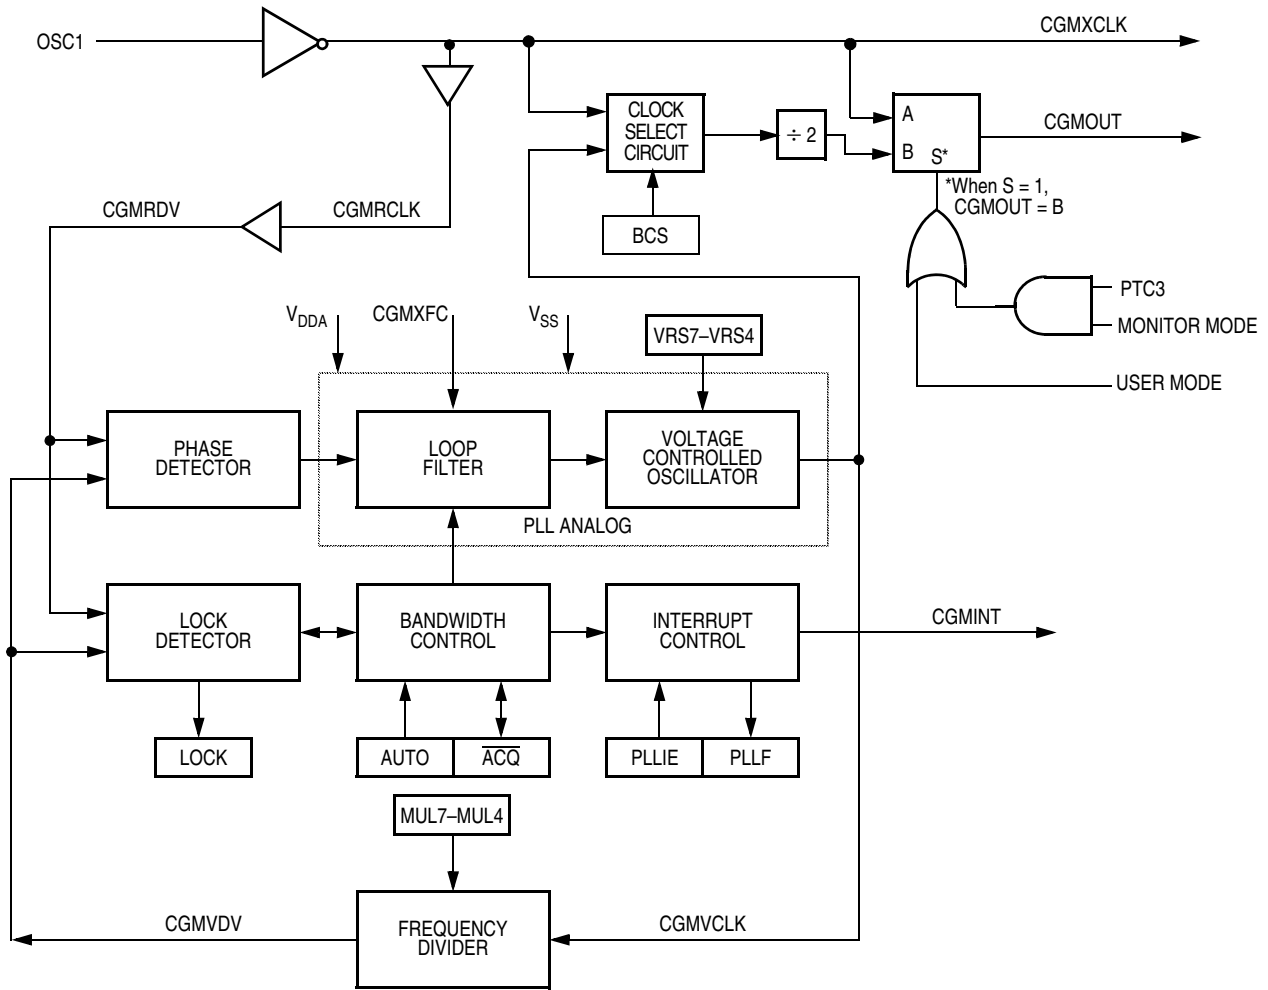 OSC1
CGMXCLK
CLOCK
SELECT
CIRCUIT
÷ 2
A
B
S*
CGMOUT
*When S = 1,
CGMOUT = B
BCS
CGMRDV
CGMRCLK
PTC3
MONITOR MODE
USER MODE
VDDA
CGMXFC
VSS
VRS7–VRS4
PHASE
DETECTOR
LOOP
FILTER
VOLTAGE
CONTROLLED
OSCILLATOR
PLL ANALOG
LOCK
DETECTOR
BANDWIDTH
CONTROL
INTERRUPT
CONTROL
CGMINT
LOCK
AUTO
A̅C̅Q̅
PLLIE
PLLF
MUL7–MUL4
CGMVDV
FREQUENCY
DIVIDER
CGMVCLK